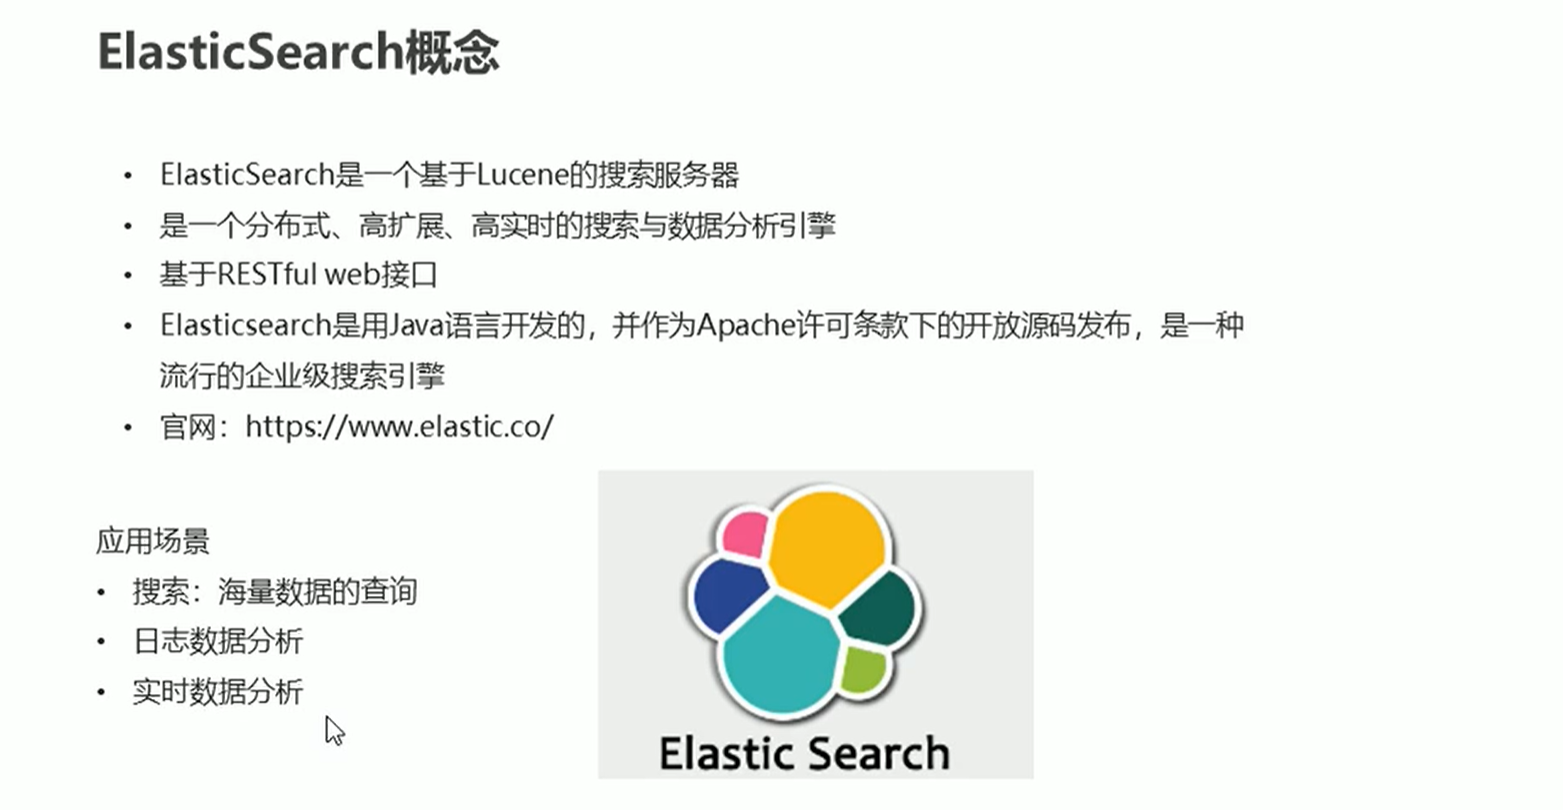 ElasticSearch概念
• ElasticSearch是一个基于Lucene的搜索服务器
• 是一个分布式、高扩展、高实时的搜索与数据分析引擎
• 基于RESTful web接口
• Elasticsearch是用Java语言开发的，并作为Apache许可条款下的开放源码发布，是一种
流行的企业级搜索引擎
• 官网：https://www.elastic.co/
应用场景
• 搜索：海量数据的查询
• 日志数据分析
• 实时数据分析
Elastic Search